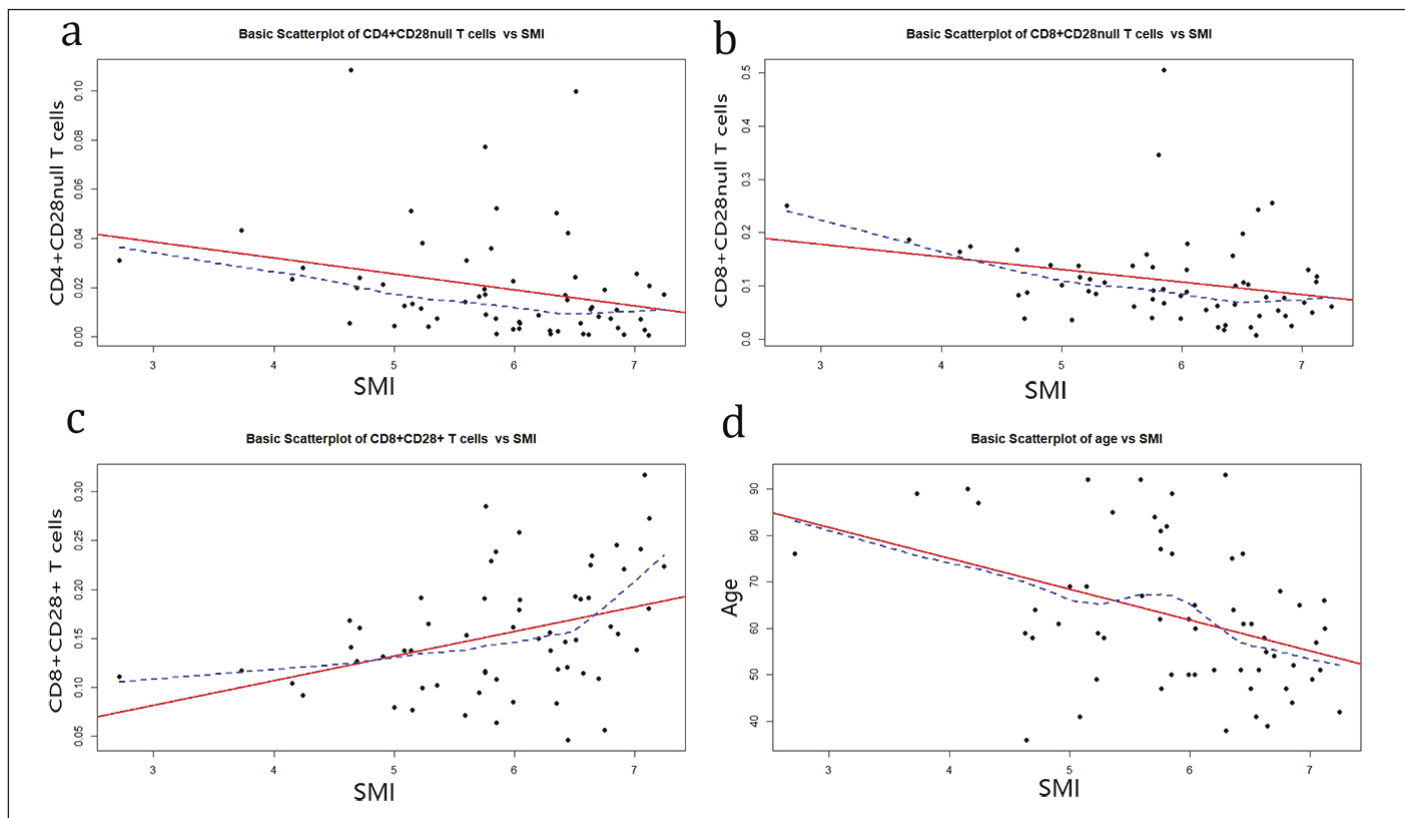 a
Basic Scatterplot of CD4+CD28null T cells vs SMI
CD4+CD28null T cells
0.10
0.08
0.06
0.04
0.02
0.00
3 4 5 6 7
SMI
b
Basic Scatterplot of CD8+CD28null T cells vs SMI
CD8+CD28null T cells
0.5
0.4
0.3
0.2
0.1
0.0
3 4 5 6 7
SMI
c
Basic Scatterplot of CD8+CD28+ T cells vs SMI
CD8+CD28+ T cells
0.30
0.25
0.20
0.15
0.10
0.05
3 4 5 6 7
SMI
d
Basic Scatterplot of age vs SMI
Age
90
80
70
60
50
40
3 4 5 6 7
SMI